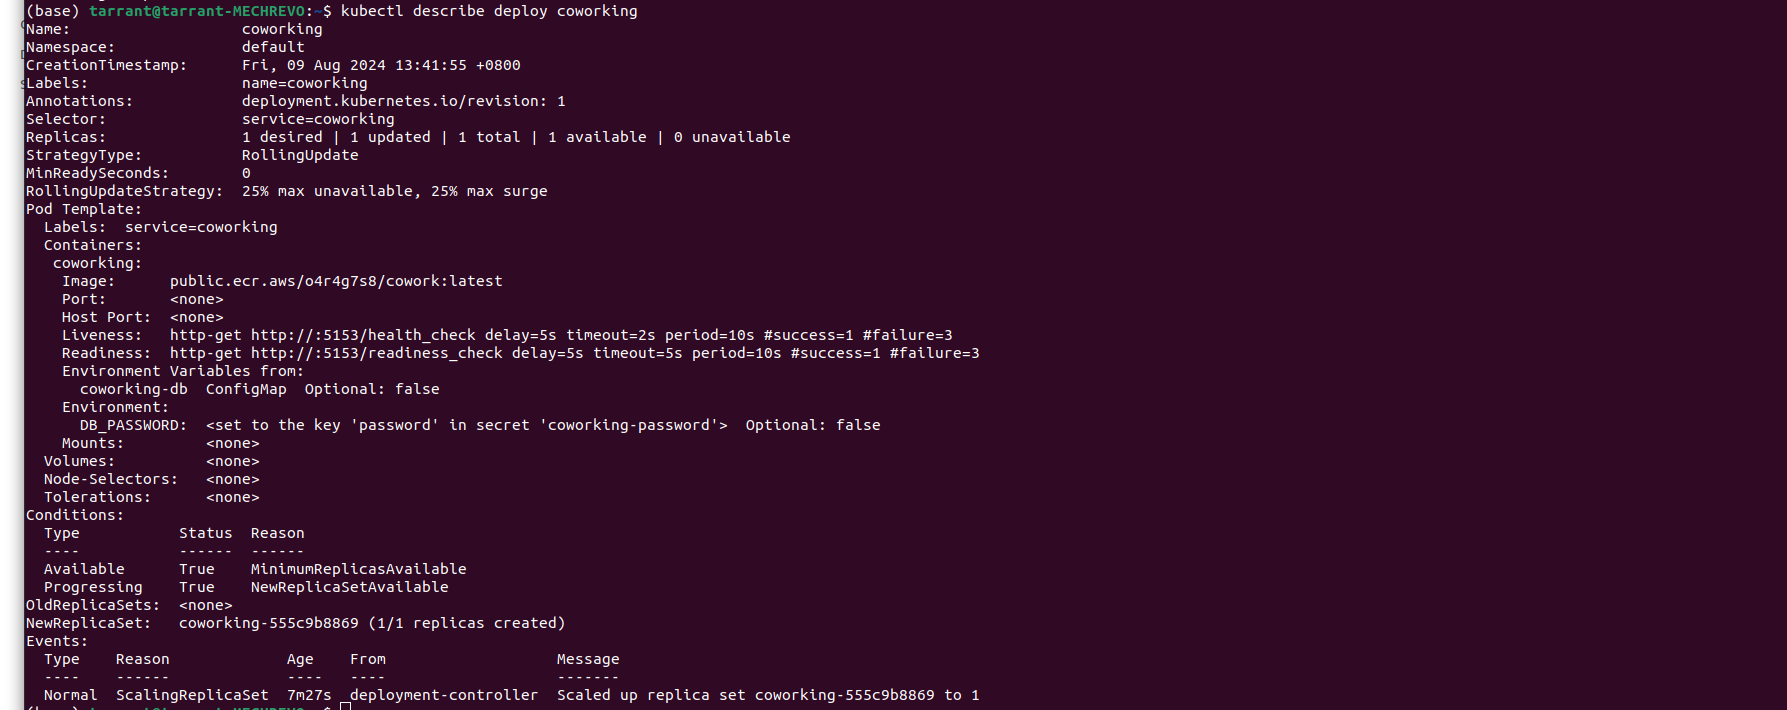 (base) tarrant@tarrant-MECHREVO:~$ kubectl describe deploy coworking
Name:                   coworking
Namespace:              default
CreationTimestamp:      Fri, 09 Aug 2024 13:41:55 +0800
Labels:                 name=coworking
Annotations:            deployment.kubernetes.io/revision: 1
Selector:               service=coworking
Replicas:               1 desired | 1 updated | 1 total | 1 available | 0 unavailable
StrategyType:           RollingUpdate
MinReadySeconds:        0
RollingUpdateStrategy:  25% max unavailable, 25% max surge
Pod Template:
  Labels:  service=coworking
  Containers:
   coworking:
    Image:      public.ecr.aws/o4r4g7s8/cowork:latest
    Port:       <none>
    Host Port:  <none>
    Liveness:   http-get http://:5153/health_check delay=5s timeout=2s period=10s #success=1 #failure=3
    Readiness:  http-get http://:5153/readiness_check delay=5s timeout=5s period=10s #success=1 #failure=3
    Environment Variables from:
      coworking-db  ConfigMap  Optional: false
    Environment:
      DB_PASSWORD:  <set to the key 'password' in secret 'coworking-password'>  Optional: false
    Mounts:         <none>
  Volumes:          <none>
  Node-Selectors:   <none>
  Tolerations:      <none>
Conditions:
  Type           Status  Reason
  ----           ------  ------
  Available      True    MinimumReplicasAvailable
  Progressing    True    NewReplicaSetAvailable
OldReplicaSets:  <none>
NewReplicaSet:   coworking-555c9b8869 (1/1 replicas created)
Events:
  Type    Reason             Age    From                   Message
  ----    ------             ----   ----                   -------
  Normal  ScalingReplicaSet  7m27s  deployment-controller  Scaled up replica set coworking-555c9b8869 to 1
(base) tarrant@tarrant-MECHREVO:~$